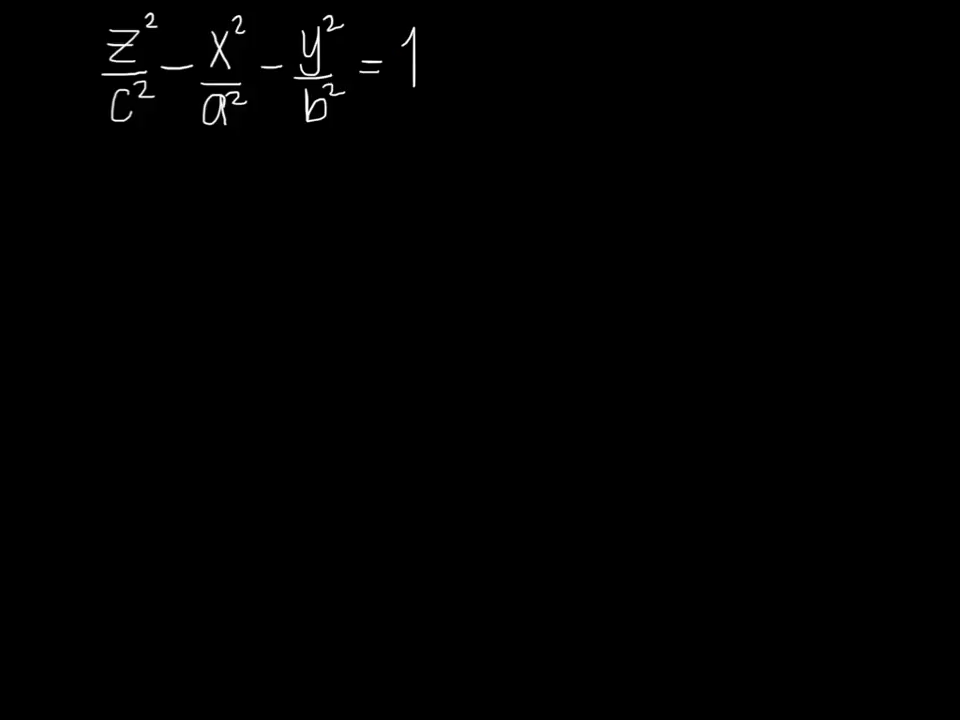 z²/c² - x²/a² - y²/b² = 1